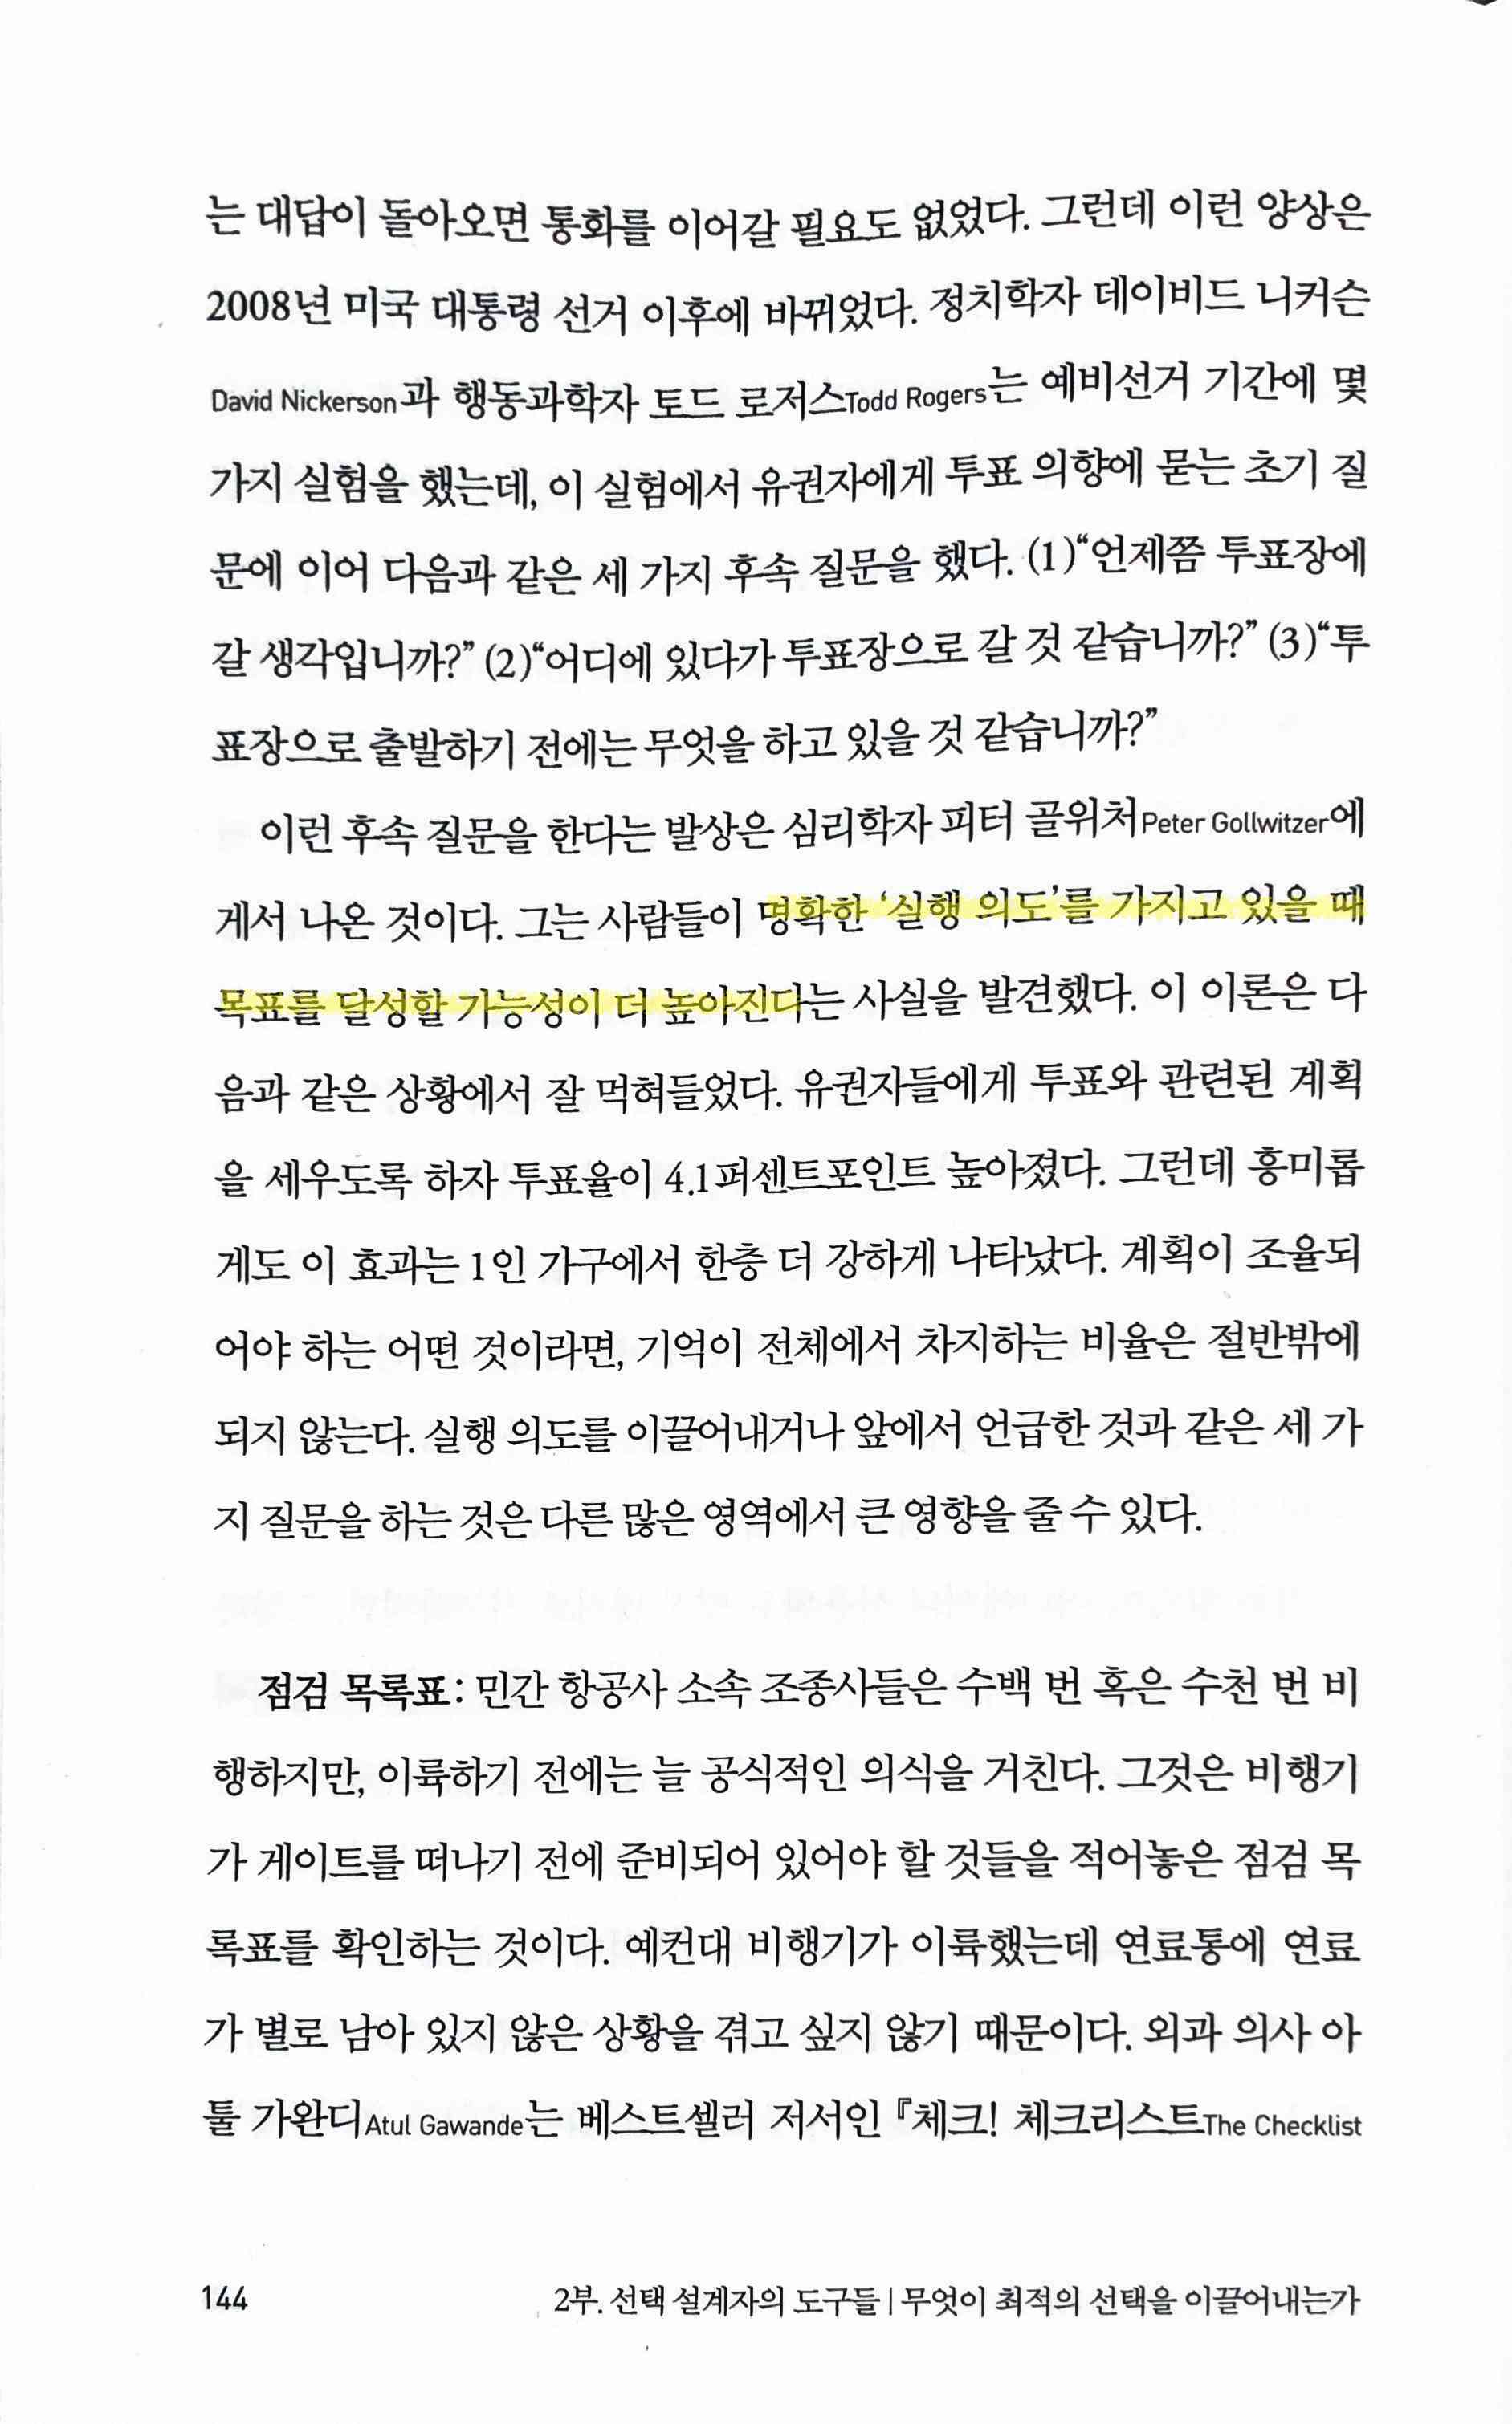 는 대답이 돌아오면 통화를 이어갈 필요도 없었다. 그런데 이런 양상은
2008년 미국 대통령 선거 이후에 바뀌었다. 정치학자 데이비드 니커슨
David Nickerson과 행동과학자 토드 로저스Todd Rogers는 예비선거 기간에 몇
가지 실험을 했는데, 이 실험에서 유권자에게 투표 의향에 묻는 초기 질
문에 이어 다음과 같은 세 가지 후속 질문을 했다. (1)“언제쯤 투표장에
갈 생각입니까?” (2)“어디에 있다가 투표장으로 갈 것 같습니까?” (3)“투
표장으로 출발하기 전에는 무엇을 하고 있을 것 같습니까?”
이런 후속 질문을 한다는 발상은 심리학자 피터 골위처Peter Gollwitzer에
게서 나온 것이다. 그는 사람들이 명확한 ‘실행 의도’를 가지고 있을 때
목표를 달성할 가능성이 더 높아진다는 사실을 발견했다. 이 이론은 다
음과 같은 상황에서 잘 먹혀들었다. 유권자들에게 투표와 관련된 계획
을 세우도록 하자 투표율이 4.1퍼센트포인트 높아졌다. 그런데 흥미롭
게도 이 효과는 1인 가구에서 한층 더 강하게 나타났다. 계획이 조율되
어야 하는 어떤 것이라면, 기억이 전체에서 차지하는 비율은 절반밖에
되지 않는다. 실행 의도를 이끌어내거나 앞에서 언급한 것과 같은 세 가
지 질문을 하는 것은 다른 많은 영역에서 큰 영향을 줄 수 있다.
점검 목록표: 민간 항공사 소속 조종사들은 수백 번 혹은 수천 번 비
행하지만, 이륙하기 전에는 늘 공식적인 의식을 거친다. 그것은 비행기
가 게이트를 떠나기 전에 준비되어 있어야 할 것들을 적어놓은 점검 목
록표를 확인하는 것이다. 예컨대 비행기가 이륙했는데 연료통에 연료
가 별로 남아 있지 않은 상황을 겪고 싶지 않기 때문이다. 외과 의사 아
툴 가완디Atul Gawande는 베스트셀러 저서인 『체크! 체크리스트The Checklist
144
2부. 선택 설계자의 도구들 | 무엇이 최적의 선택을 이끌어내는가